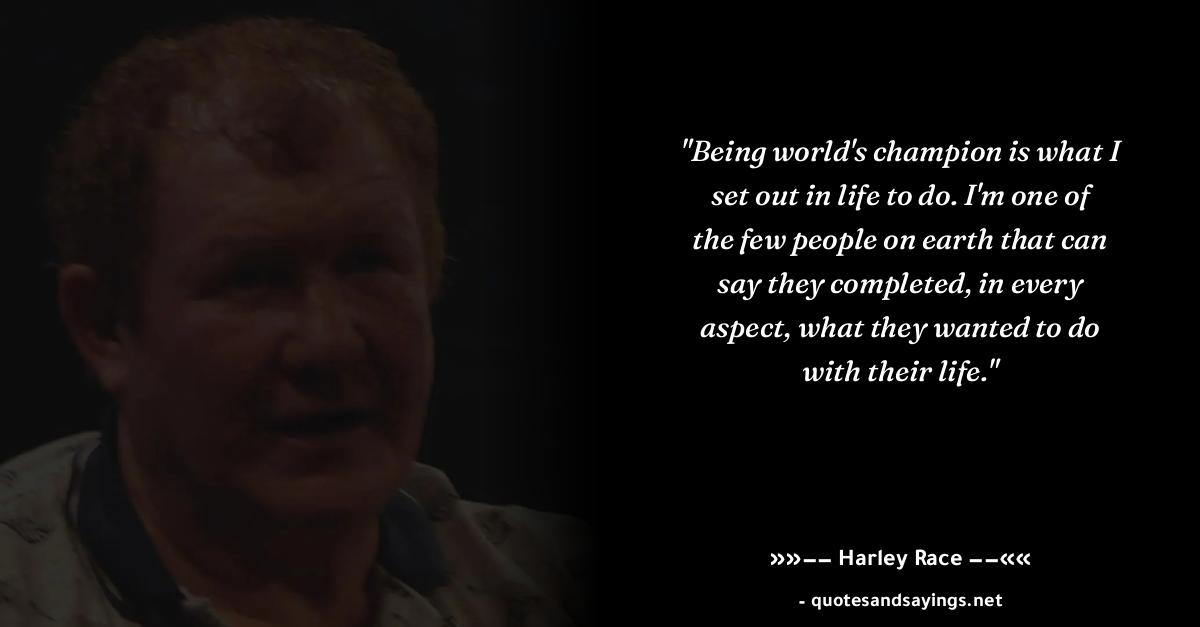 "Being world's champion is what I
set out in life to do. I'm one of
the few people on earth that can
say they completed, in every
aspect, what they wanted to do
with their life."
»»−− Harley Race −−««
- quotesandsayings.net